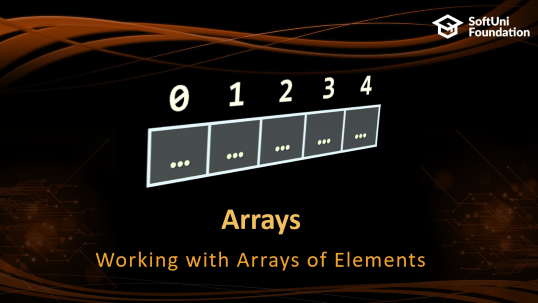 SoftUni
Foundation
0 1 2 3 4
... ... ... ... ...
Arrays
Working with Arrays of Elements